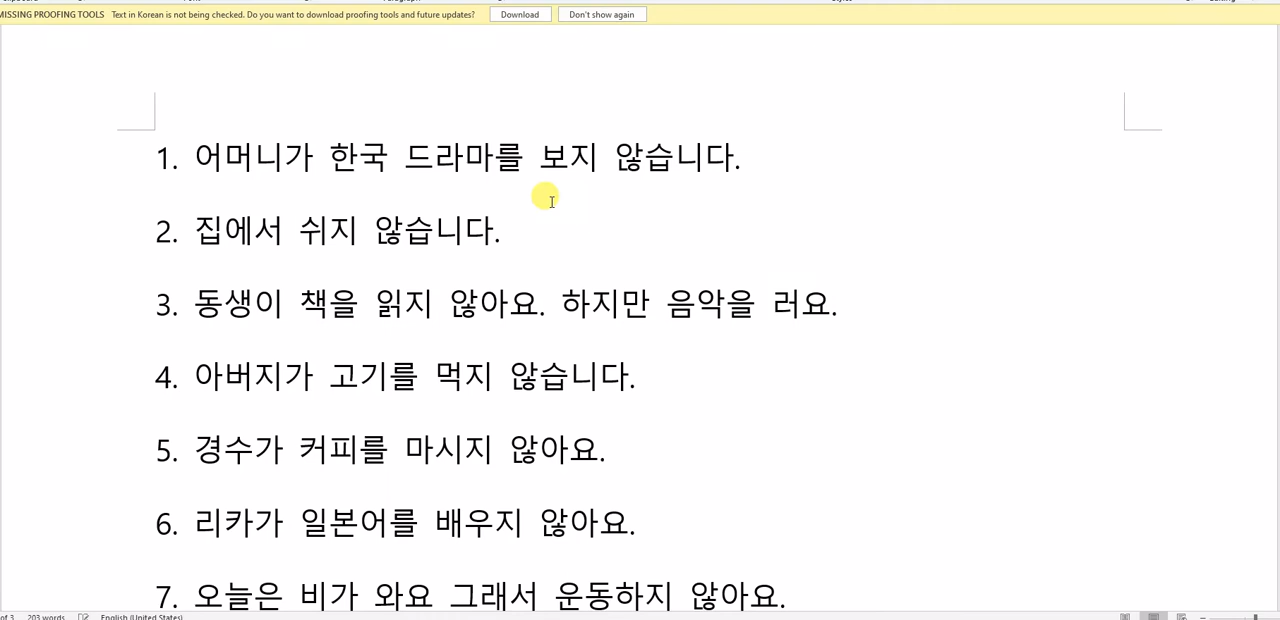 MISSING PROOFING TOOLS Text in Korean is not being checked. Do you want to download proofing tools and future updates? Download Don't show again
1. 어머니가 한국 드라마를 보지 않습니다.
2. 집에서 쉬지 않습니다.
3. 동생이 책을 읽지 않아요. 하지만 음악을 러요.
4. 아버지가 고기를 먹지 않습니다.
5. 경수가 커피를 마시지 않아요.
6. 리카가 일본어를 배우지 않아요.
7. 오늘은 비가 와요 그래서 운동하지 않아요.
of 3 203 words English (United States)